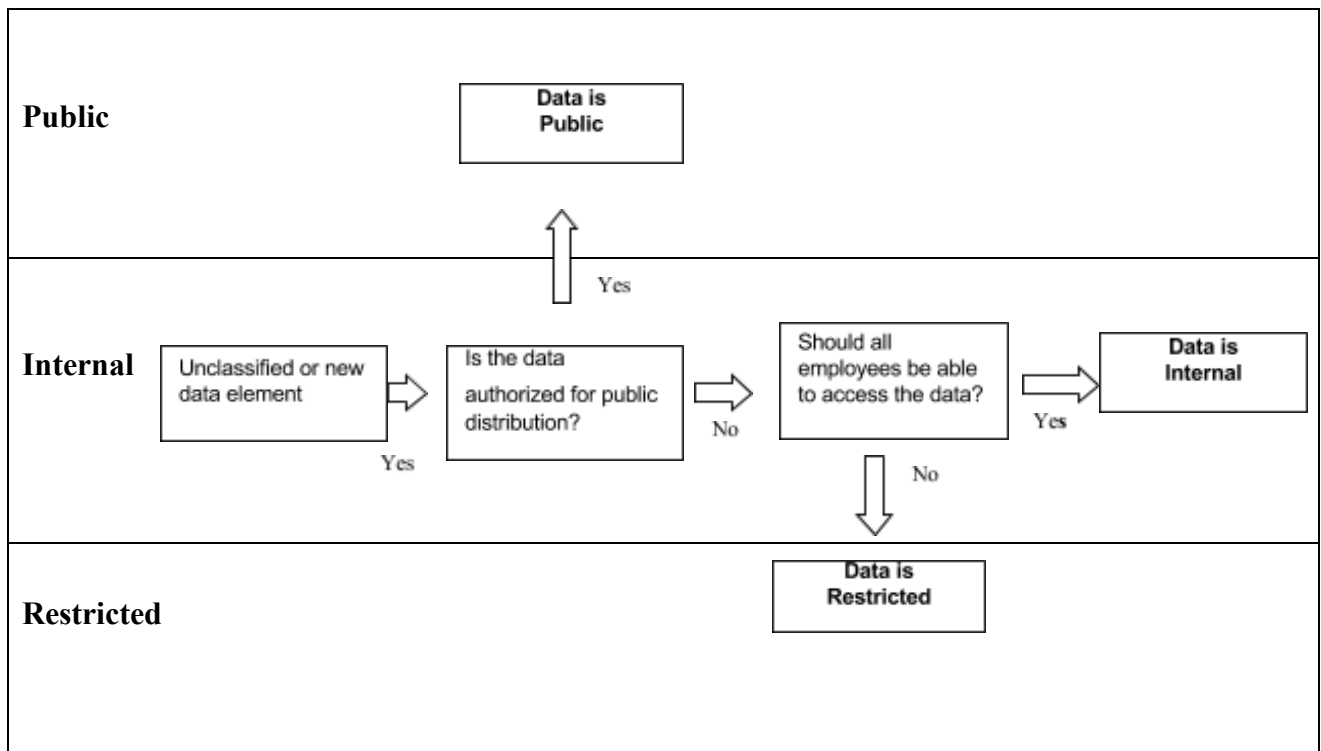 Public
Data is
Public
Yes
Internal
Unclassified or new
data element
Yes
Is the data
authorized for public
distribution?
No
Should all
employees be able
to access the data?
Yes
Data is
Internal
No
Restricted
Data is
Restricted